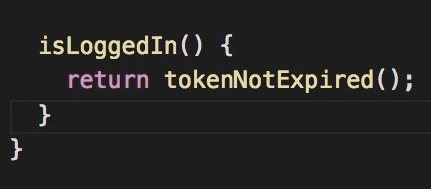 isLoggedIn() {
return tokenNotExpired();
}
}